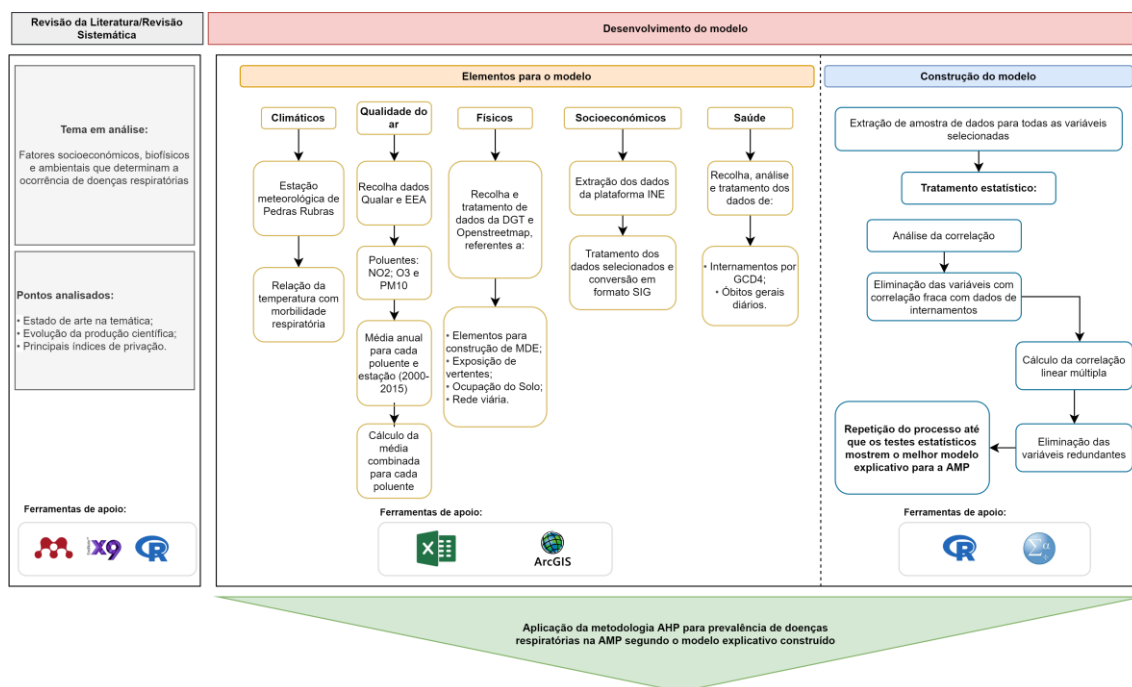 Revisão da Literatura/Revisão
Sistemática
Desenvolvimento do modelo
Tema em análise:
Fatores socioeconómicos, biofísicos
e ambientais que determinam a
ocorrência de doenças respiratórias
Pontos analisados:
• Estado de arte na temática;
• Evolução da produção científica;
• Principais índices de privação.
Ferramentas de apoio:
X9
R
Elementos para o modelo
Climáticos
Estação
meteorológica de
Pedras Rubras
Relação da
temperatura com
morbilidade
respiratória
Qualidade do
ar
Recolha dados
Qualar e EEA
Poluentes:
NO2; O3 e
PM10
Média anual
para cada
poluente e
estação (2000-
2015)
Cálculo da
média
combinada
para cada
poluente
Físicos
Recolha e
tratamento de
dados da DGT e
Openstreetmap,
referentes a:
• Elementos para
construção de MDE;
• Exposição de
vertentes;
• Ocupação do Solo;
• Rede viária.
Socioeconómicos
Extração dos dados
da plataforma INE
Tratamento dos
dados selecionados e
conversão em
formato SIG
Saúde
Recolha, análise
e tratamento dos
dados de:
• Internamentos por
GCD4;
• Óbitos gerais
diários.
Ferramentas de apoio:
X
ArcGIS
Construção do modelo
Extração de amostra de dados para todas as variáveis
selecionadas
Tratamento estatístico:
Análise da correlação
Eliminação das variáveis com
correlação fraca com dados de
internamentos
Cálculo da correlação
linear múltipla
Eliminação das
variáveis redundantes
Repetição do processo até
que os testes estatísticos
mostrem o melhor modelo
explicativo para a AMP
Ferramentas de apoio:
R
Σα
Aplicação da metodologia AHP para prevalência de doenças
respiratórias na AMP segundo o modelo explicativo construído